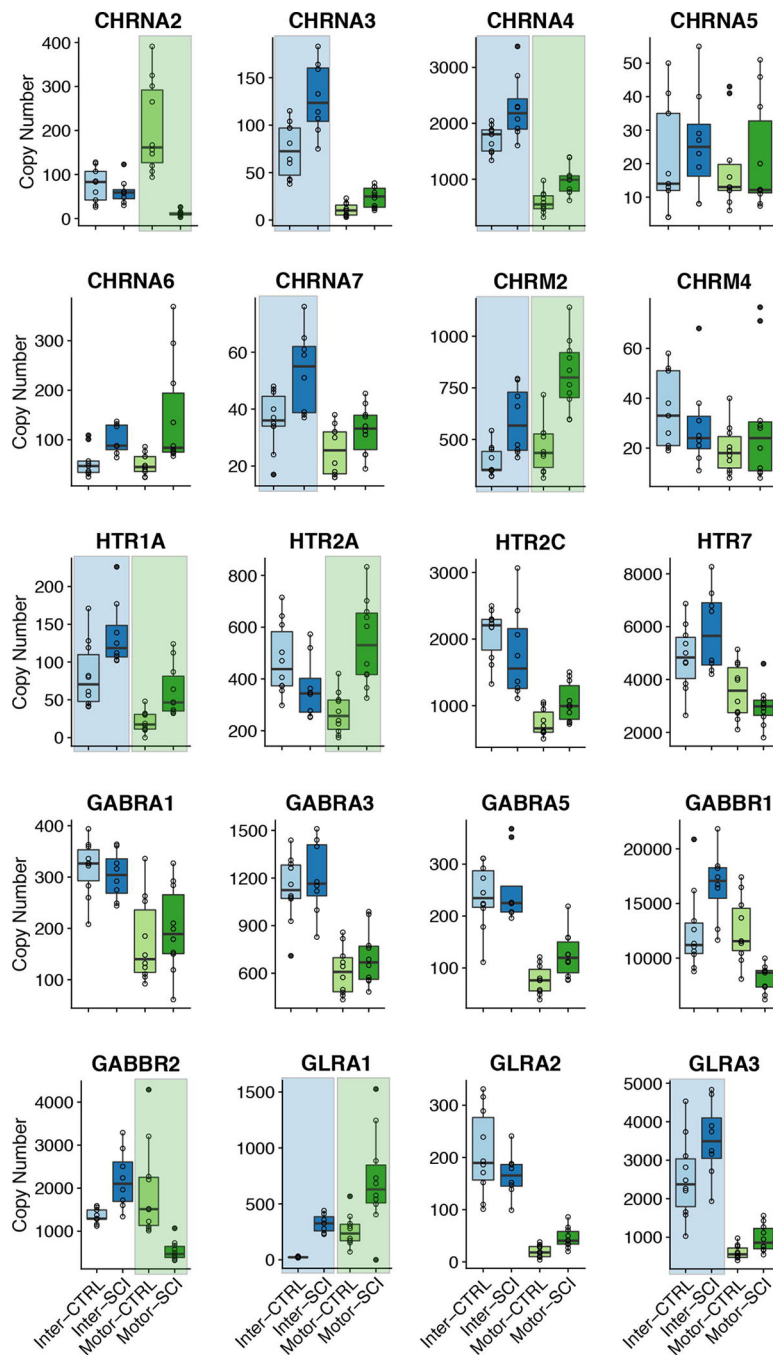 CHRNA2 CHRNA3 CHRNA4 CHRNA5
Copy Number
400 300 200 100 0
150 100 50 0
3000 2000 1000
50 40 30 20 10
CHRNA6 CHRNA7 CHRM2 CHRM4
Copy Number
300 200 100
60 40 20
1000 750 500
60 40 20
HTR1A HTR2A HTR2C HTR7
Copy Number
200 150 100 50 0
800 600 400 200
3000 2000 1000
8000 6000 4000 2000
GABRA1 GABRA3 GABRA5 GABBR1
Copy Number
400 300 200 100
1500 1200 900 600
300 200 100
20000 15000 10000
GABBR2 GLRA1 GLRA2 GLRA3
Copy Number
4000 3000 2000 1000 0
1500 1000 500 0
300 200 100 0
5000 4000 3000 2000 1000
Inter−CTRL Inter−SCI Motor−CTRL Motor−SCI
Inter−CTRL Inter−SCI Motor−CTRL Motor−SCI
Inter−CTRL Inter−SCI Motor−CTRL Motor−SCI
Inter−CTRL Inter−SCI Motor−CTRL Motor−SCI